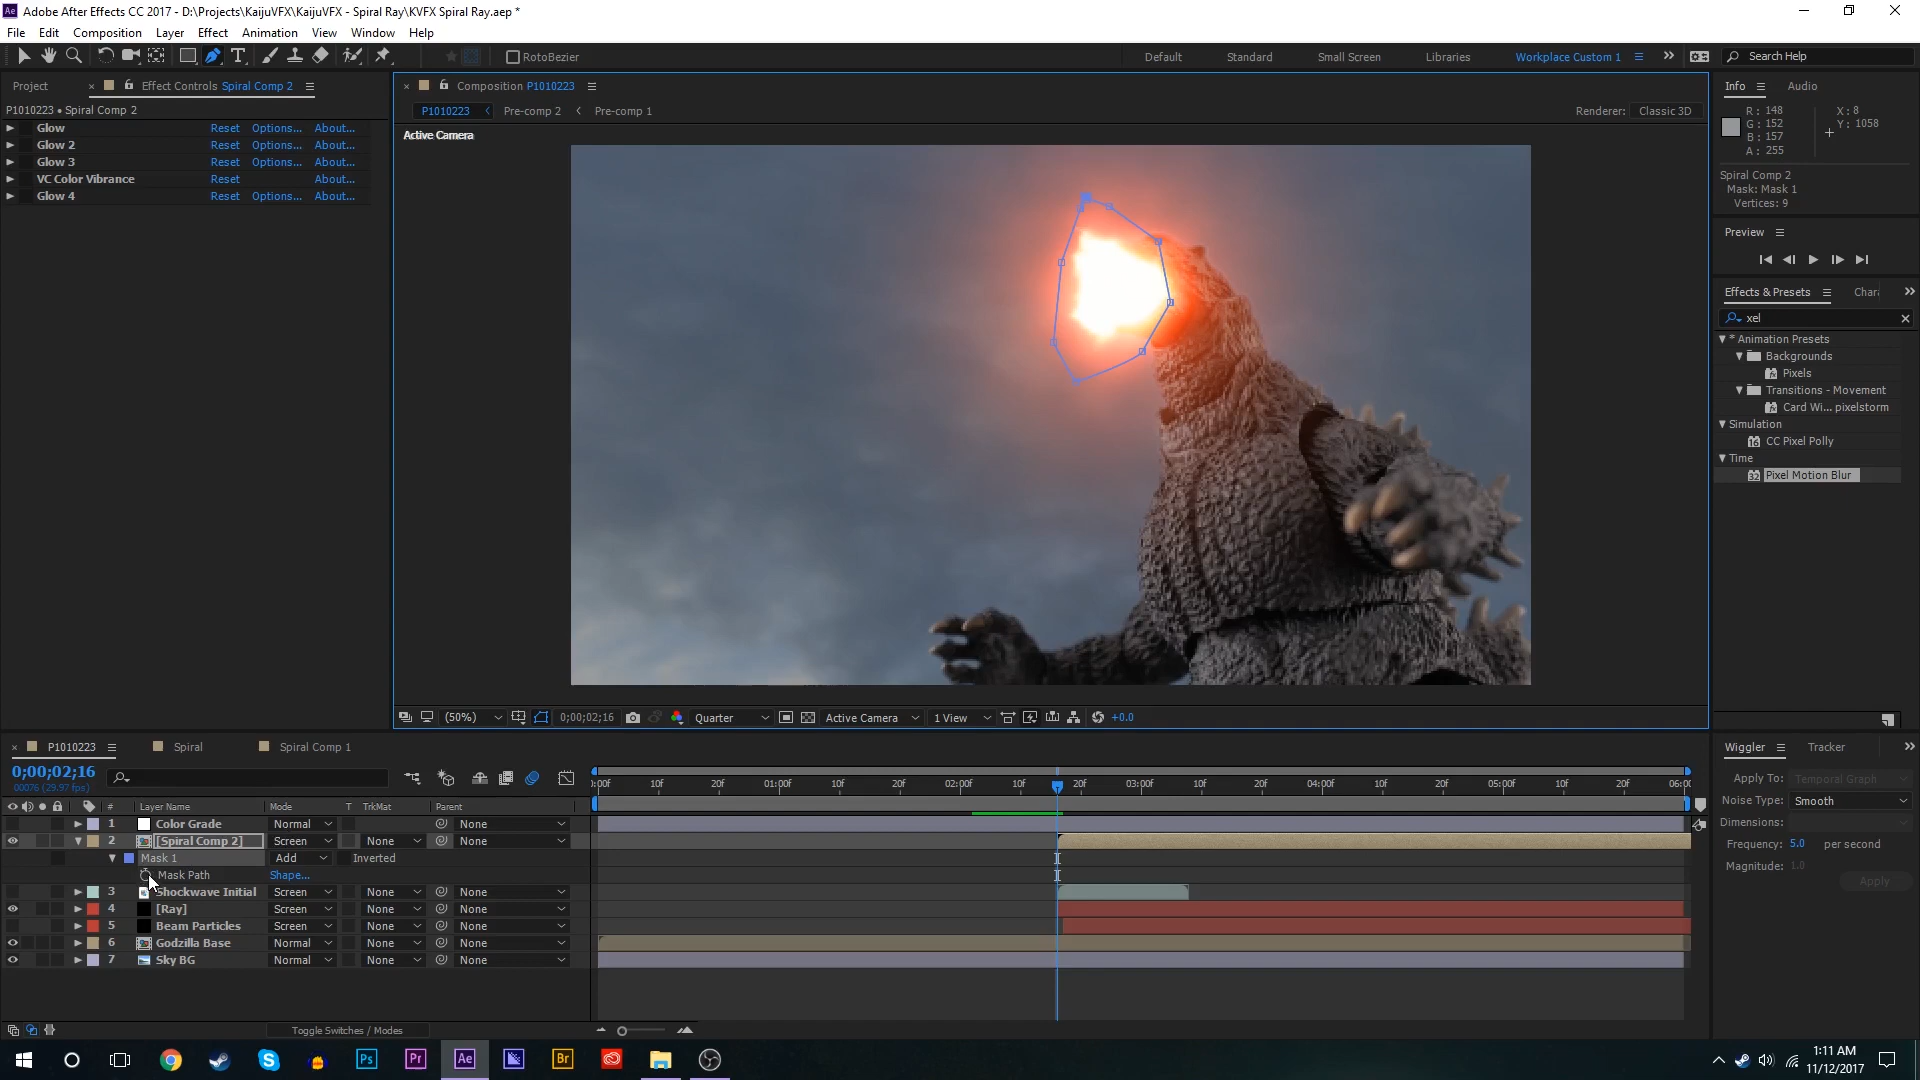 Adobe After Effects CC 2017 - D:\Projects\KaijuVFX\KaijuVFX - Spiral Ray\KVFX Spiral Ray.aep *
File Edit Composition Layer Effect Animation View Window Help
RotoBezier Default Standard Small Screen Libraries Workplace Custom 1 Search Help
Project Effect Controls Spiral Comp 2
P1010223 • Spiral Comp 2
Glow Reset Options... About...
Glow 2 Reset Options... About...
Glow 3 Reset Options... About...
VC Color Vibrance Reset About...
Glow 4 Reset Options... About...
Composition P1010223
P1010223 Pre-comp 2 Pre-comp 1
Renderer: Classic 3D
Active Camera
(50%) 0;00;02;16 Quarter Active Camera 1 View +0.0
Info Audio
R: 148 X: 8
G: 152 Y: 1058
B: 157
A: 255
Spiral Comp 2
Mask: Mask 1
Vertices: 9
Preview
Effects & Presets Chara
xel
* Animation Presets
Backgrounds
Pixels
Transitions - Movement
Card Wi... pixelstorm
Simulation
CC Pixel Polly
Time
Pixel Motion Blur
P1010223 Spiral Spiral Comp 1
0;00;02;16
00076 (29.97 fps)
:00f 10f 20f 01:00f 10f 20f 02:00f 10f 20f 03:00f 10f 20f 04:00f 10f 20f 05:00f 10f 20f 06:0
# Layer Name Mode T TrkMat Parent
1 Color Grade Normal None
2 [Spiral Comp 2] Screen None None
Mask 1 Add Inverted
Mask Path Shape...
3 Shockwave Initial Screen None None
4 [Ray] Screen None None
5 Beam Particles Screen None None
6 Godzilla Base Normal None None
7 Sky BG Normal None None
Toggle Switches / Modes
Wiggler Tracker
Apply To: Temporal Graph
Noise Type: Smooth
Dimensions:
Frequency: 5.0 per second
Magnitude: 1.0
Apply
Ps Pr Ae Br
1:11 AM
11/12/2017